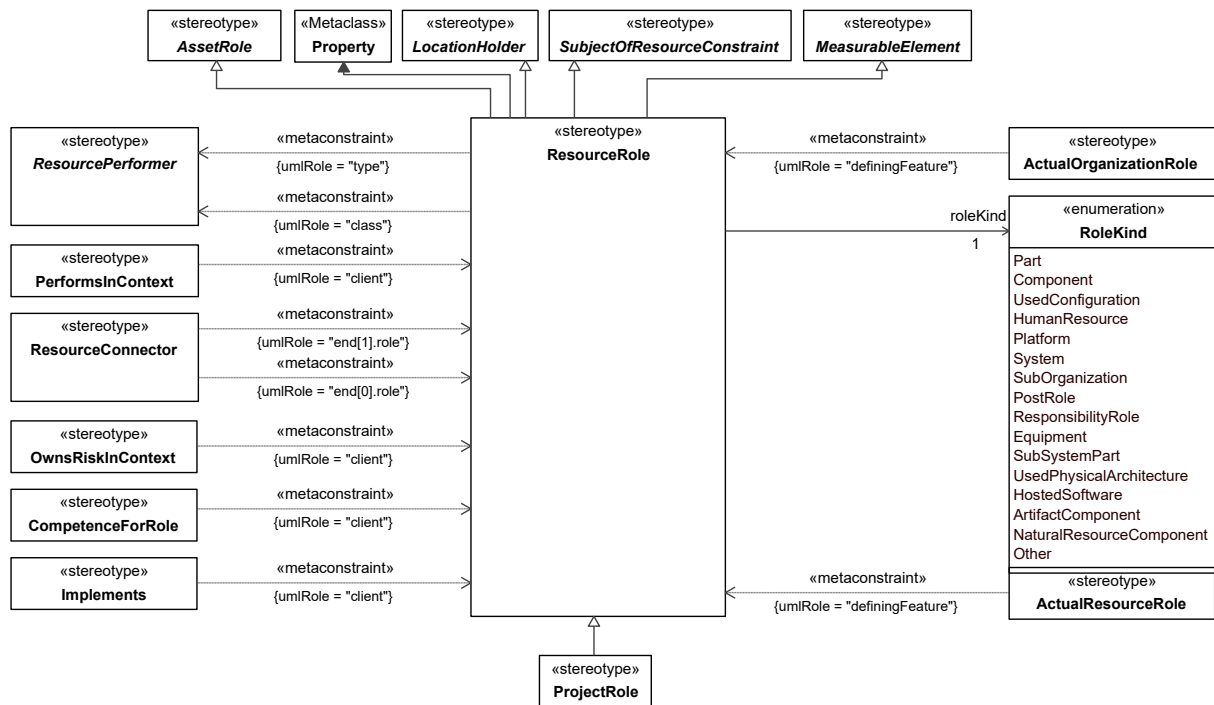 «stereotype»
AssetRole
«Metaclass»
Property
«stereotype»
LocationHolder
«stereotype»
SubjectOfResourceConstraint
«stereotype»
MeasurableElement
«stereotype»
ResourcePerformer
«metaconstraint»
{umlRole = "type"}
«metaconstraint»
{umlRole = "class"}
«stereotype»
PerformsInContext
«metaconstraint»
{umlRole = "client"}
«stereotype»
ResourceConnector
«metaconstraint»
{umlRole = "end[1].role"}
«metaconstraint»
{umlRole = "end[0].role"}
«stereotype»
OwnsRiskInContext
«metaconstraint»
{umlRole = "client"}
«stereotype»
CompetenceForRole
«metaconstraint»
{umlRole = "client"}
«stereotype»
Implements
«metaconstraint»
{umlRole = "client"}
«stereotype»
ResourceRole
«metaconstraint»
{umlRole = "definingFeature"}
«stereotype»
ActualOrganizationRole
roleKind
1
«enumeration»
RoleKind
Part
Component
UsedConfiguration
HumanResource
Platform
System
SubOrganization
PostRole
ResponsibilityRole
Equipment
SubSystemPart
UsedPhysicalArchitecture
HostedSoftware
ArtifactComponent
NaturalResourceComponent
Other
«metaconstraint»
{umlRole = "definingFeature"}
«stereotype»
ActualResourceRole
«stereotype»
ProjectRole